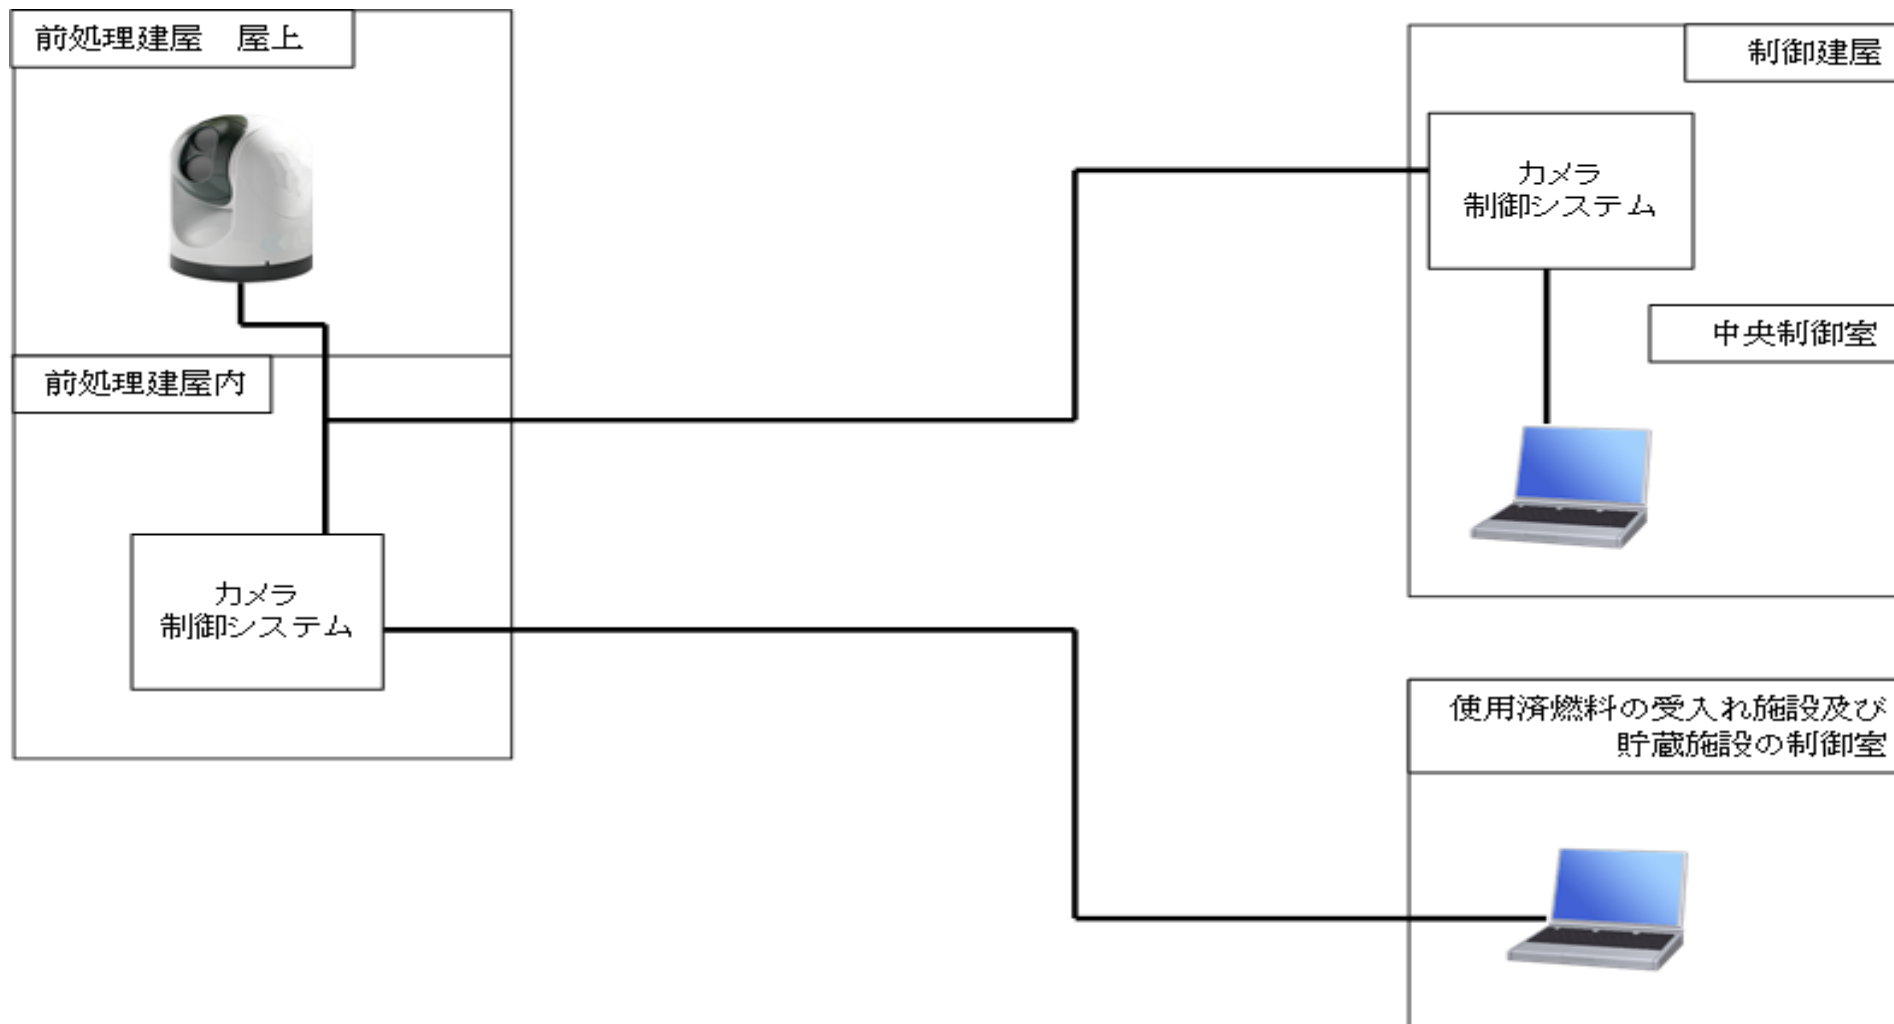 前処理建屋　屋上
制御建屋
カメラ
制御システム
中央制御室
前処理建屋内
カメラ
制御システム
使用済燃料の受入れ施設及び
貯蔵施設の制御室